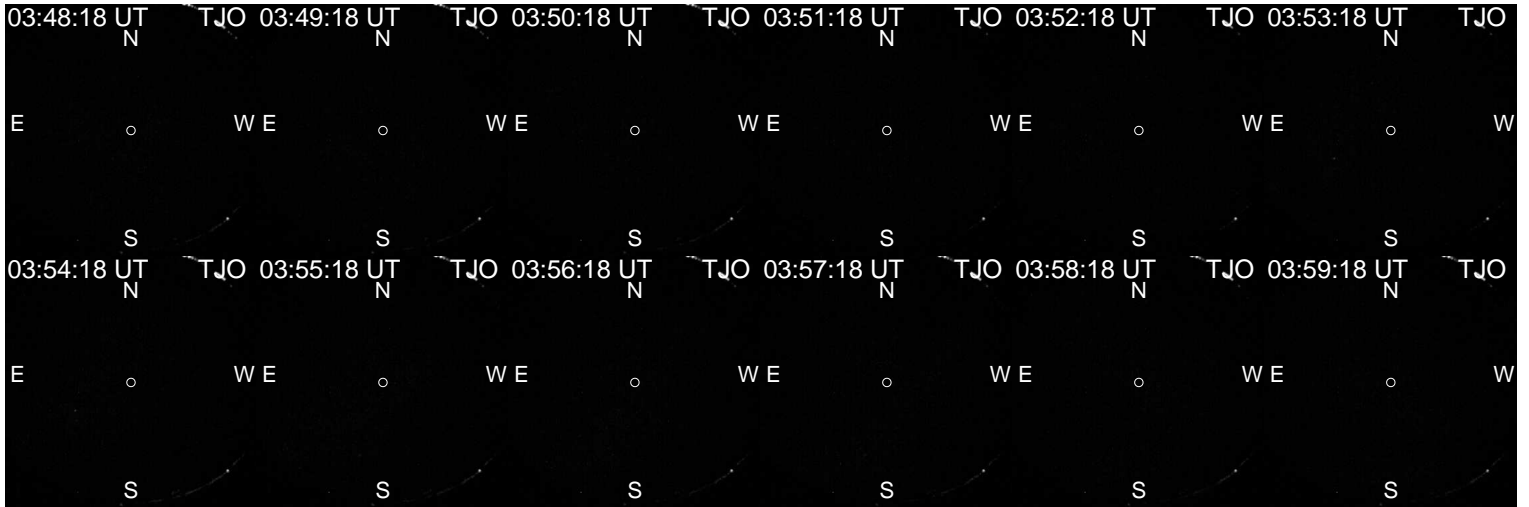 03:48:18 UT TJO 03:49:18 UT TJO 03:50:18 UT TJO 03:51:18 UT TJO 03:52:18 UT TJO 03:53:18 UT TJO
N N N N N N
E W E W E W E W E W E W
S S S S S S
03:54:18 UT TJO 03:55:18 UT TJO 03:56:18 UT TJO 03:57:18 UT TJO 03:58:18 UT TJO 03:59:18 UT TJO
N N N N N N
E W E W E W E W E W E W
S S S S S S